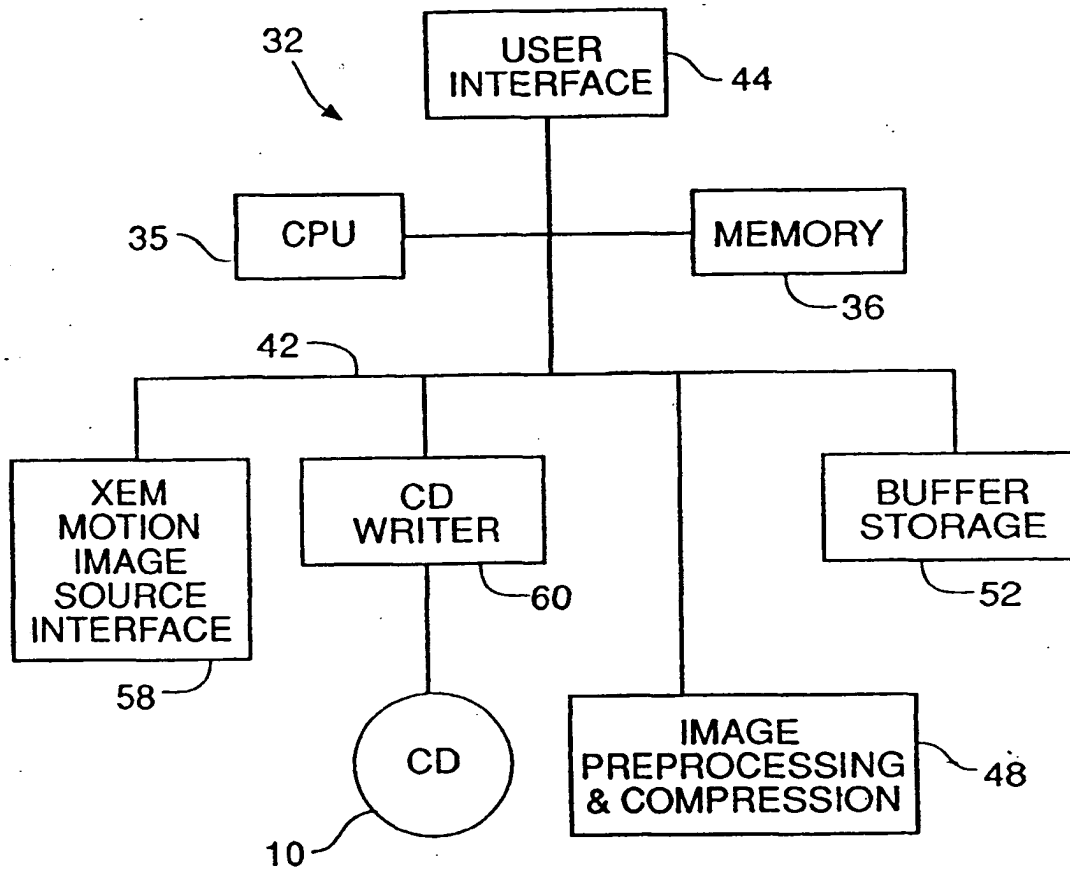 32
USER
INTERFACE
44
CPU
35
MEMORY
36
42
XEM
MOTION
IMAGE
SOURCE
INTERFACE
58
CD
WRITER
60
BUFFER
STORAGE
52
CD
10
IMAGE
PREPROCESSING
& COMPRESSION
48